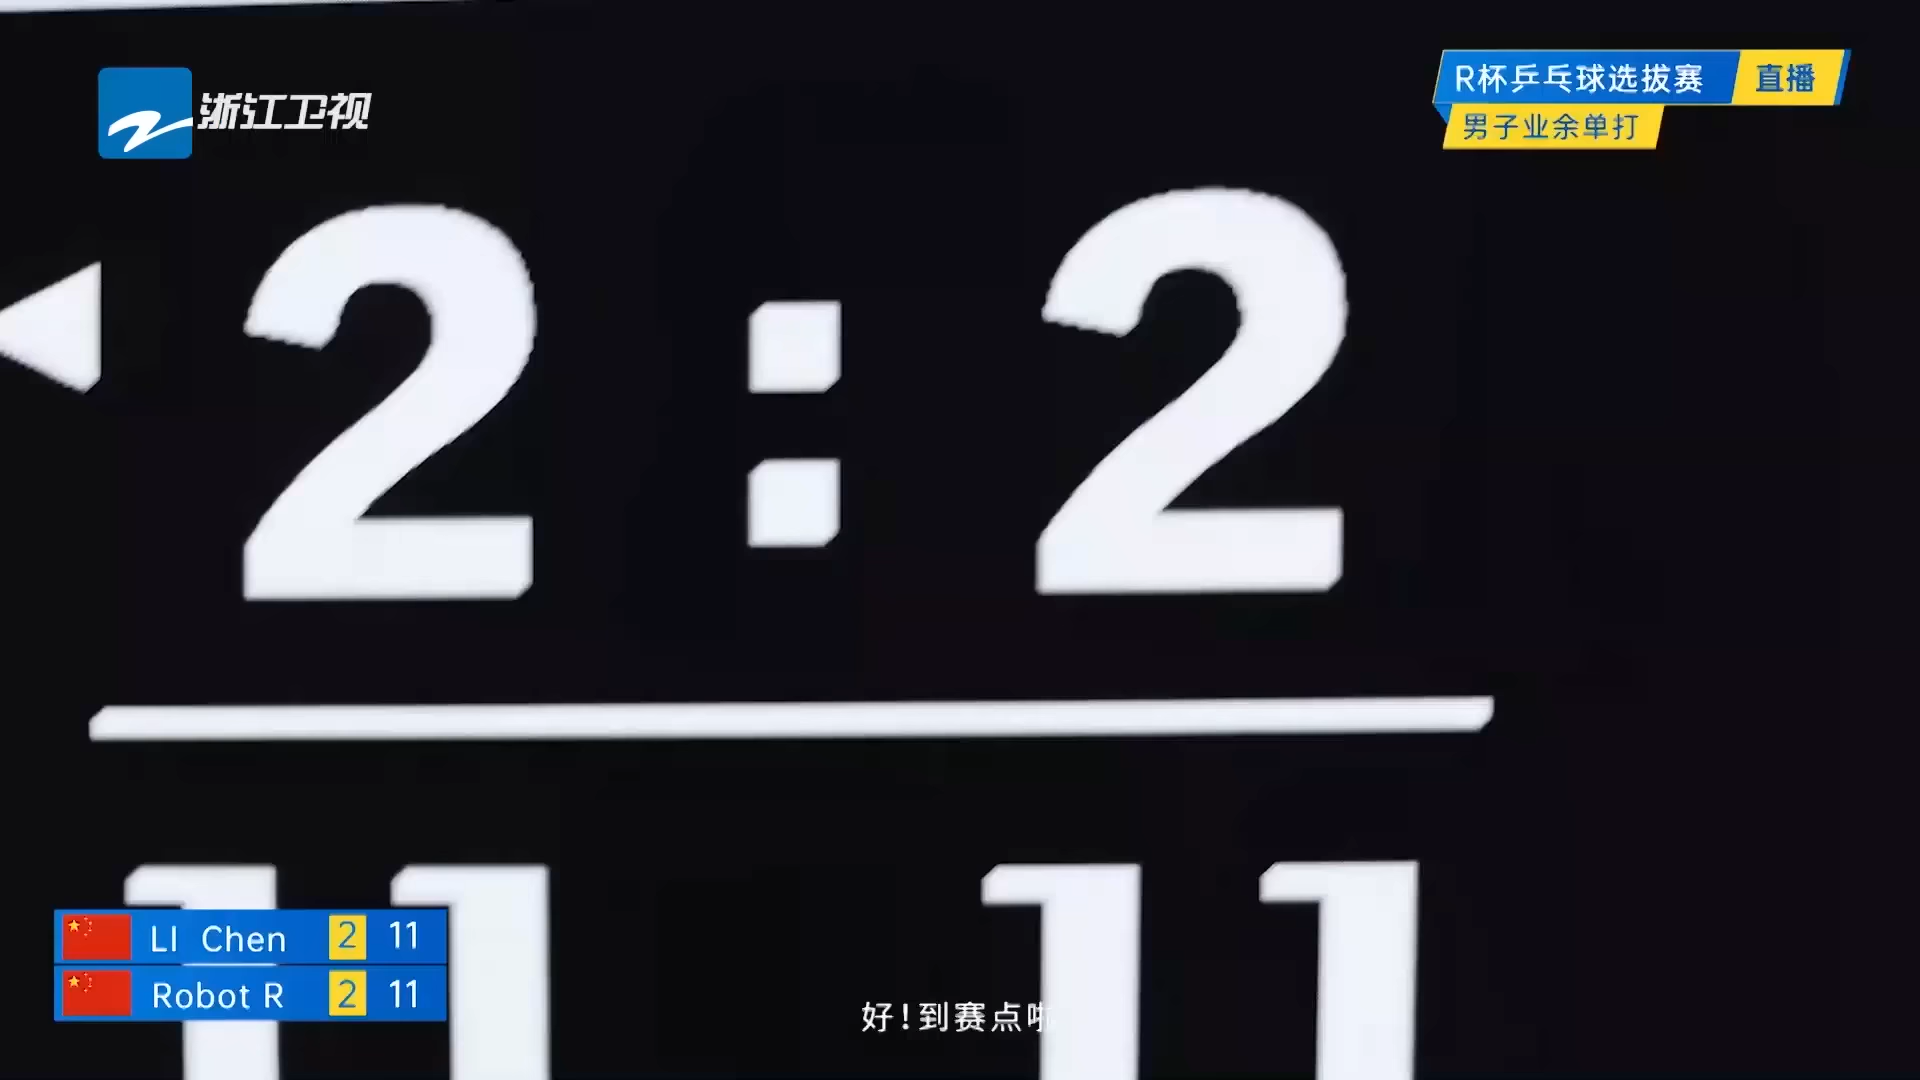 浙江卫视
R杯乒乓球选拔赛 直播
男子业余单打
2 : 2
11 11
LI Chen 2 11
Robot R 2 11
好!到赛点啦